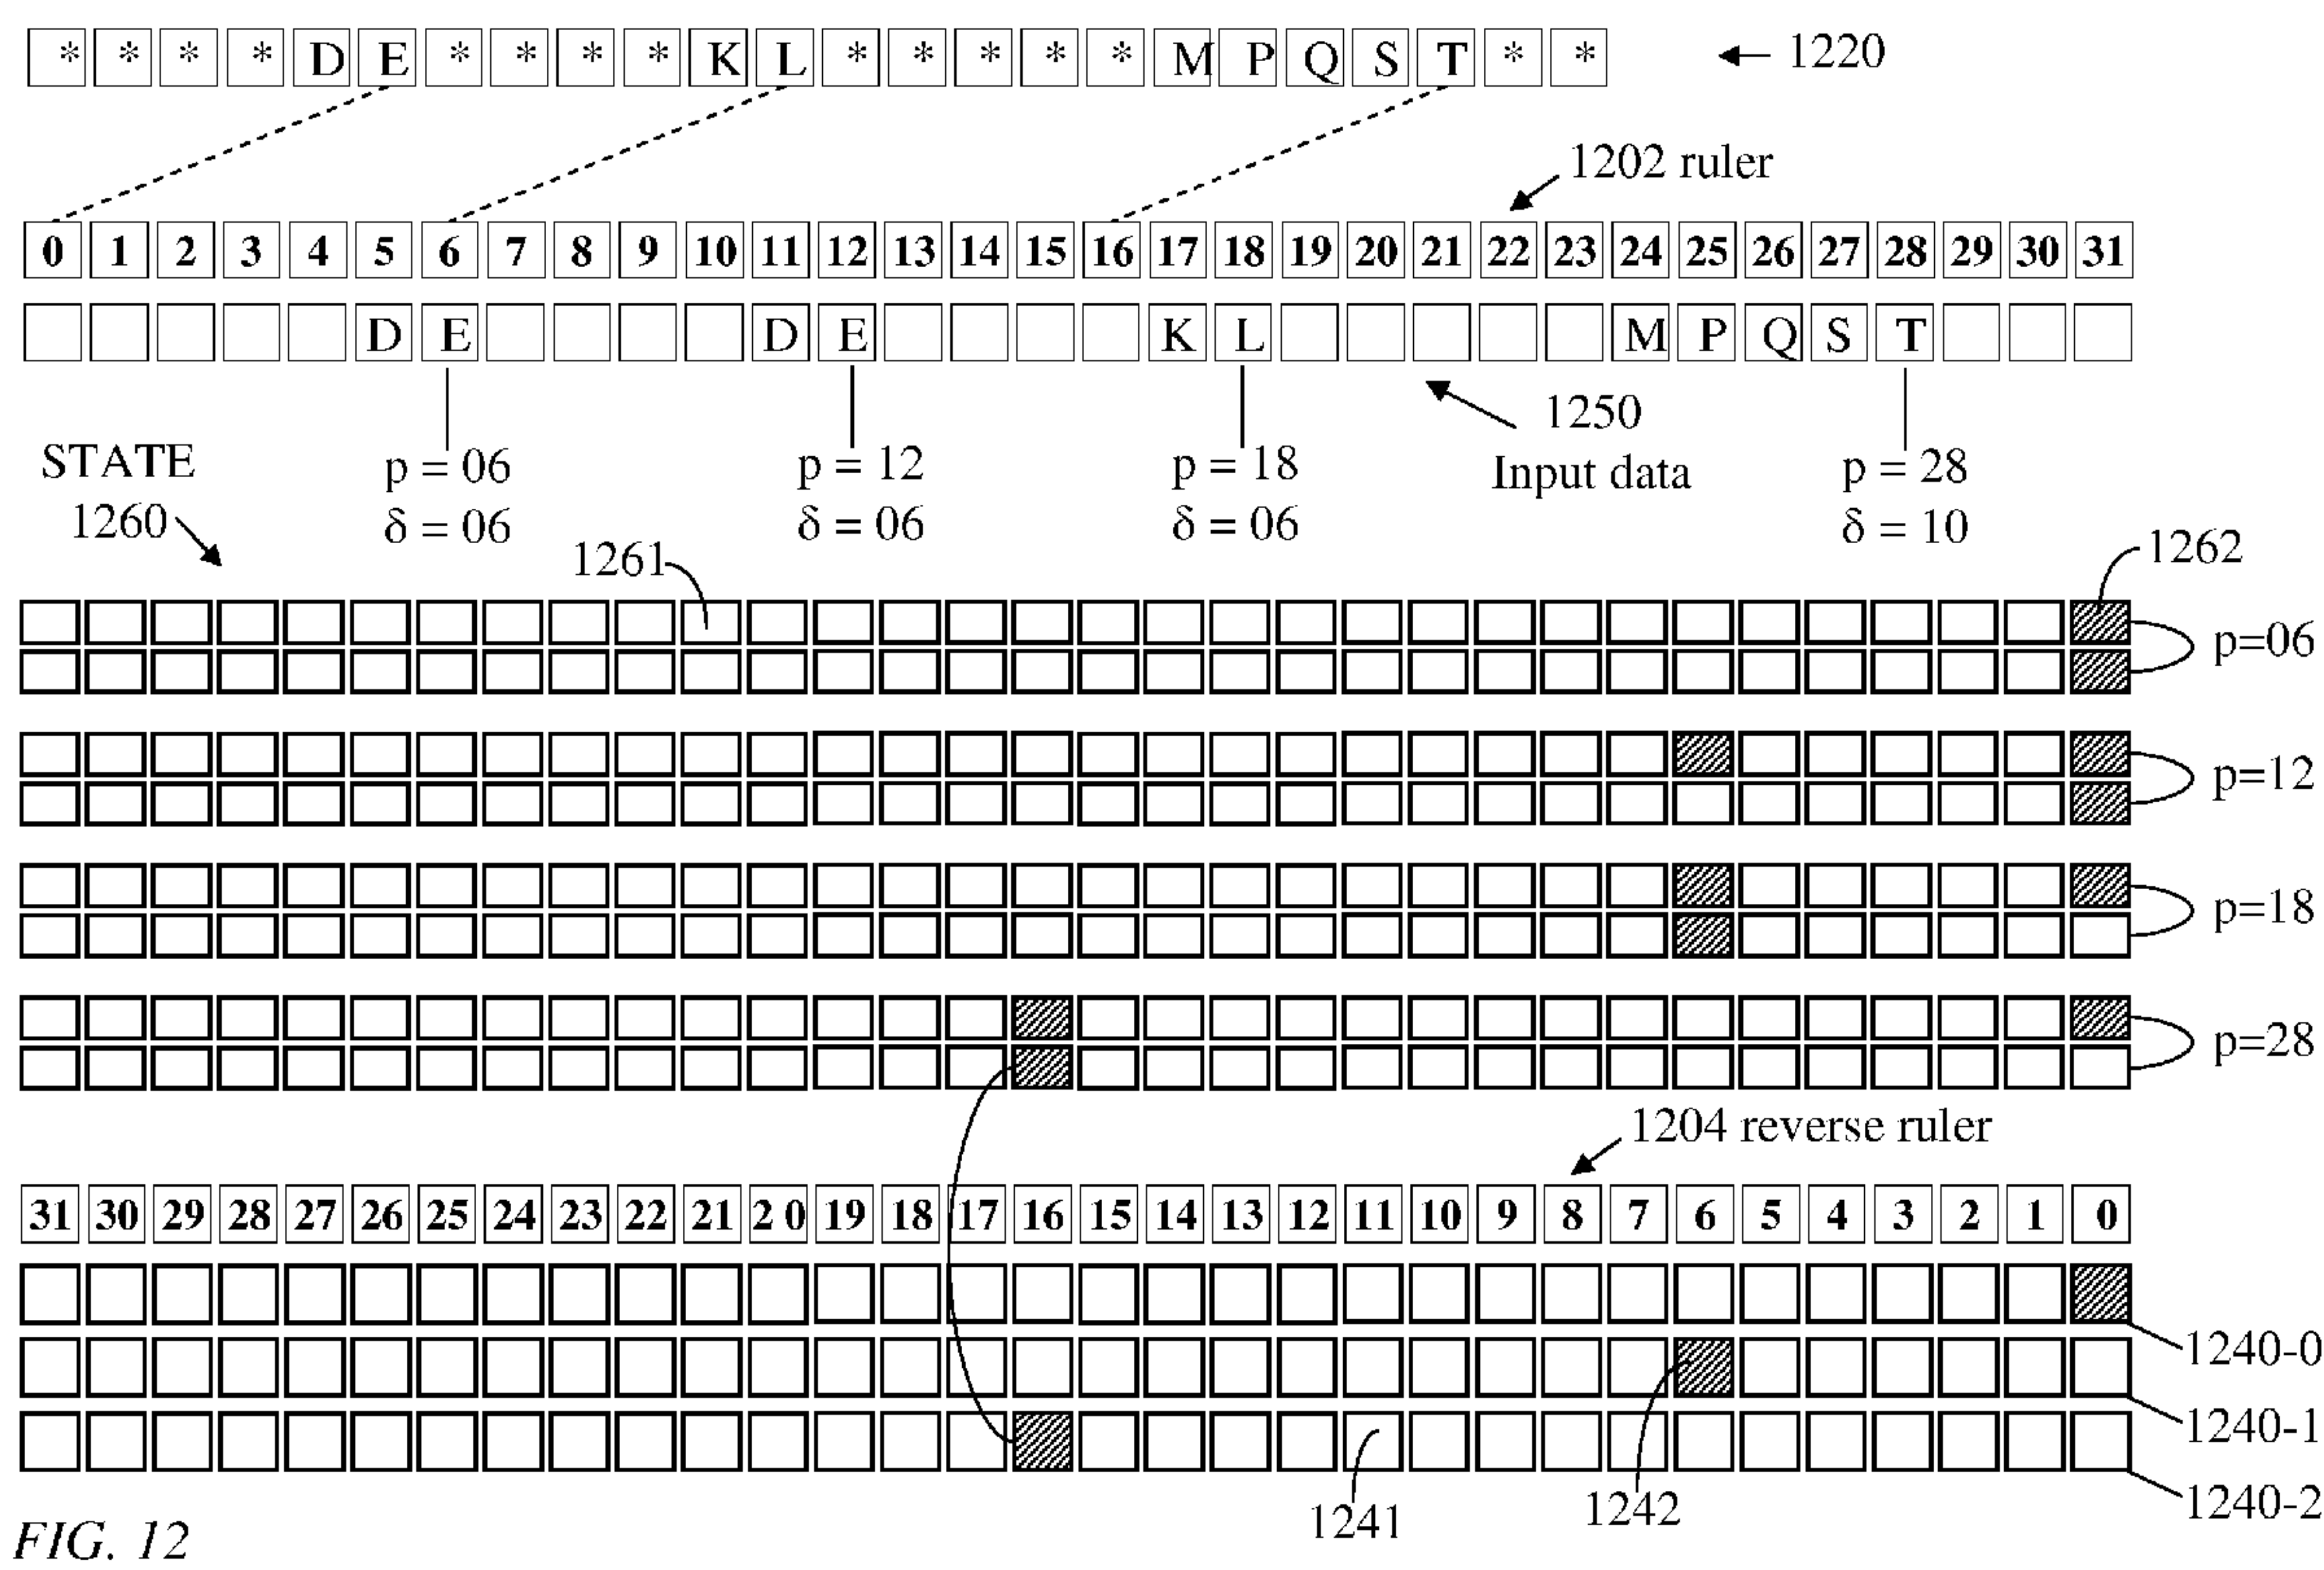 * * * * D E * * * * K L * * * * * M P Q S T * * 1220
1202 ruler
0 1 2 3 4 5 6 7 8 9 10 11 12 13 14 15 16 17 18 19 20 21 22 23 24 25 26 27 28 29 30 31
D E D E K L M P Q S T
1250
Input data
STATE
1260
p = 06
δ = 06
p = 12
δ = 06
p = 18
δ = 06
p = 28
δ = 10
1261
1262
p=06
p=12
p=18
p=28
1204 reverse ruler
31 30 29 28 27 26 25 24 23 22 21 2 0 19 18 17 16 15 14 13 12 11 10 9 8 7 6 5 4 3 2 1 0
1240-0
1240-1
1240-2
1241
1242
FIG. 12